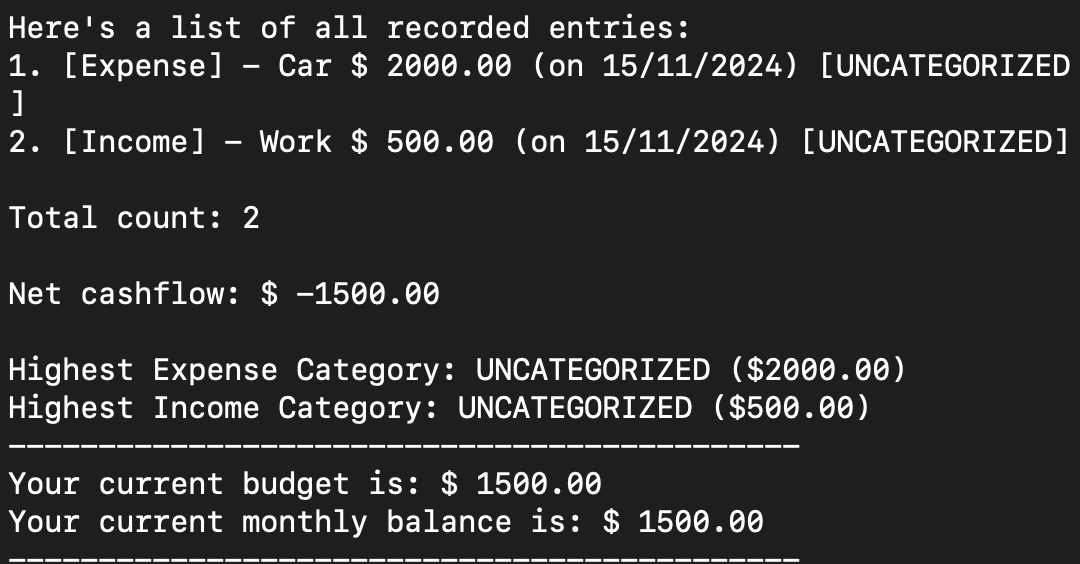 Here's a list of all recorded entries:
1. [Expense] – Car $ 2000.00 (on 15/11/2024) [UNCATEGORIZED
]
2. [Income] – Work $ 500.00 (on 15/11/2024) [UNCATEGORIZED]
Total count: 2
Net cashflow: $ -1500.00
Highest Expense Category: UNCATEGORIZED ($2000.00)
Highest Income Category: UNCATEGORIZED ($500.00)
--------------------------------------------
Your current budget is: $ 1500.00
Your current monthly balance is: $ 1500.00
--------------------------------------------